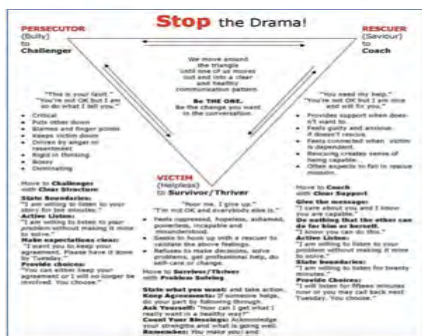 Stop the Drama!
PERSECUTOR
(Bully)
to
Challenger
RESCUER
(Saviour)
to
Coach
We move around
the triangle
until one of us moves
out and into a clear
and healthy
communication pattern.
Be THE ONE.
Be the change you want
in the conversation.
"This is your fault."
"You're not OK but I am
so do what I tell you."
• Critical
• Puts other down
• Blames and finger points
• Keeps victim down
• Driven by anger or
resentment
• Rigid in thinking
• Bossy
• Dominating
"You need my help."
"You're not OK but I am nice
and will fix you."
• Provides support when does-
n't want to.
• Feels guilty and anxious
if doesn't rescue.
• Feels connected when victim
is dependent.
• Rescuing creates sense of
being capable.
• Often expects to fail in rescue
mission.
VICTIM
(Helpless)
to Survivor/Thriver
"Poor me. I give up."
"I'm not OK and everybody else is."
• Feels oppressed, hopeless, ashamed,
powerless, incapable and
misunderstood.
• Seeks to hook up with a rescuer to
validate the above feelings.
• Refuses to make decisions, solve
problems, get professional help, do
self-care or change.
Move to Challenger
with Clear Structure
State boundaries:
"I am willing to listen to your
story for ten minutes."
Active Listen:
"I am willing to listen to your
problem without making it mine
to solve."
Make expectations clear:
"I want you to keep your
agreement. Please have it done
by Tuesday."
Provide choices:
"You can either keep your
agreement or I will no longer be
involved. You choose."
Move to Survivor/Thriver
with Problem Solving
State what you want: and take action.
Keep Agreements: If someone helps,
do your part by following through.
Ask Yourself: "How can I get what I
really want in a healthy way?"
Count Your Blessings: Acknowledge
your strengths and what is going well.
Remember: You make you! and
Move to Coach
with Clear Support
Give the message:
"I care about you and I know
you are capable."
Do nothing that the other can
do for him or herself.
"I know you can do this."
Active Listen:
"I am willing to listen to your
problem without making it mine
to solve."
State boundaries:
"I am willing to listen for twenty
minutes."
Provide Choices:
"I will listen for fifteen minutes
now or you may call back next
Tuesday. You choose."